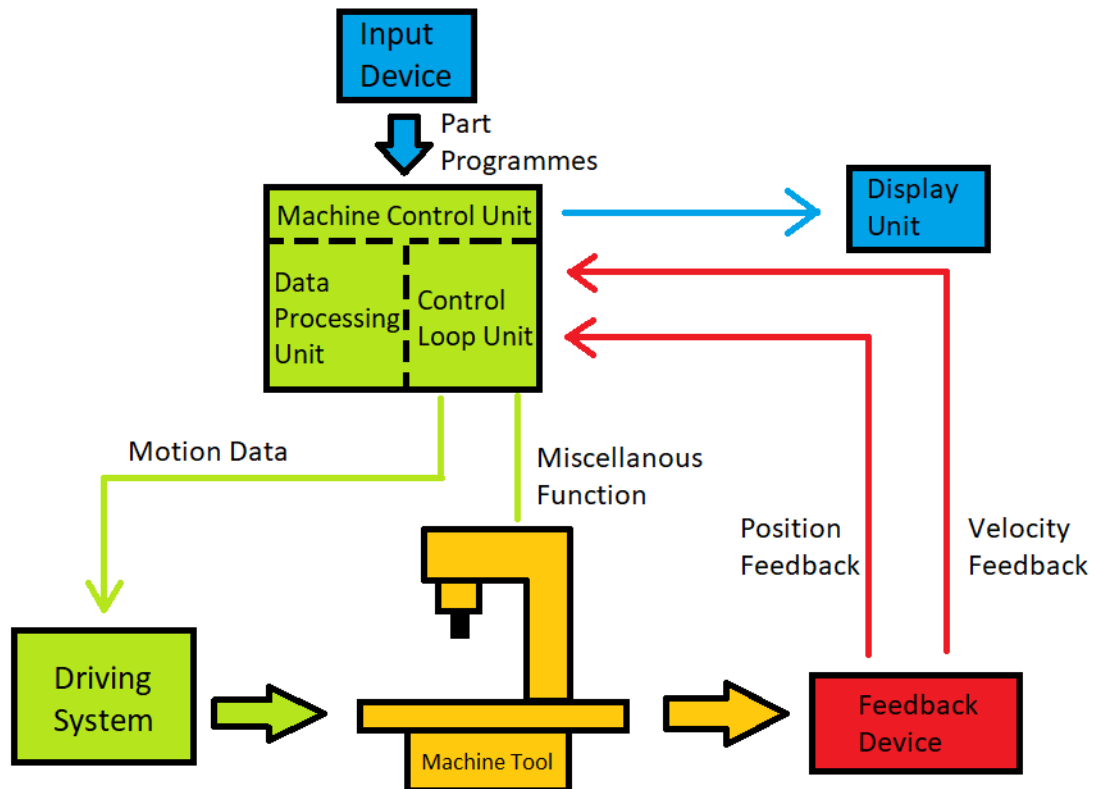 Input
Device
Part
Programmes
Machine Control Unit
Display
Unit
Data
Processing
Unit
Control
Loop Unit
Motion Data
Miscellanous
Function
Position
Feedback
Velocity
Feedback
Driving
System
Machine Tool
Feedback
Device